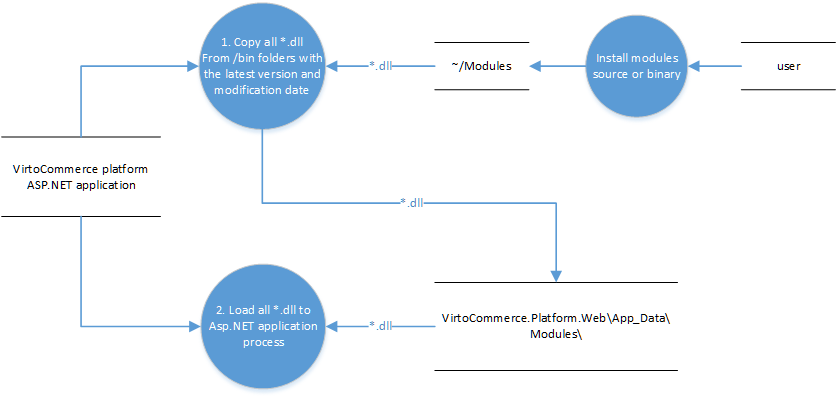 1. Copy all *.dll
From /bin folders with
the latest version and
modification date
*.dll
~/Modules
Install modules
source or binary
user
VirtoCommerce platform
ASP.NET application
*.dll
2. Load all *.dll to
Asp.NET application
process
*.dll
VirtoCommerce.Platform.Web\App_Data\
Modules\